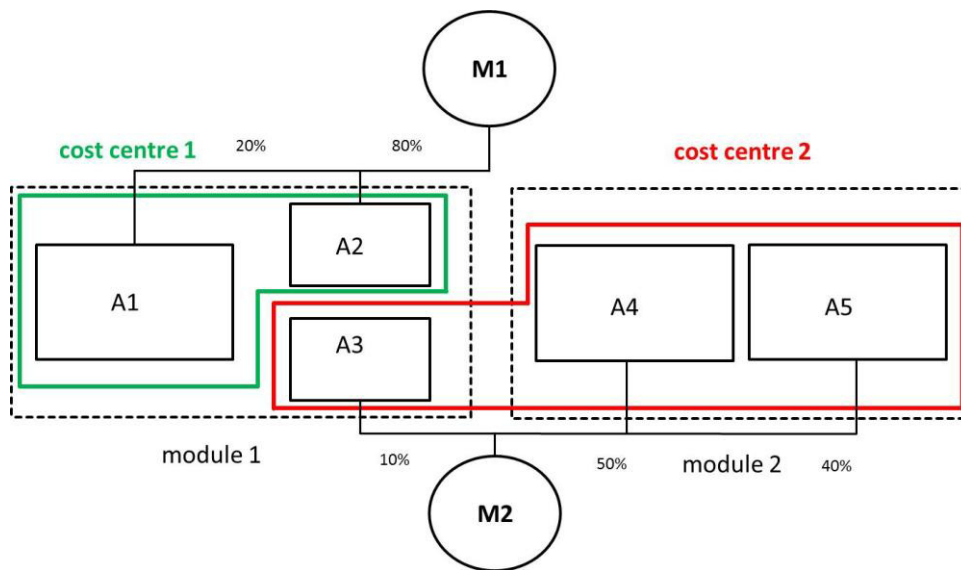 M1
cost centre 1
20%
80%
cost centre 2
A2
A1
A4
A5
A3
module 1
10%
50%
module 2
40%
M2